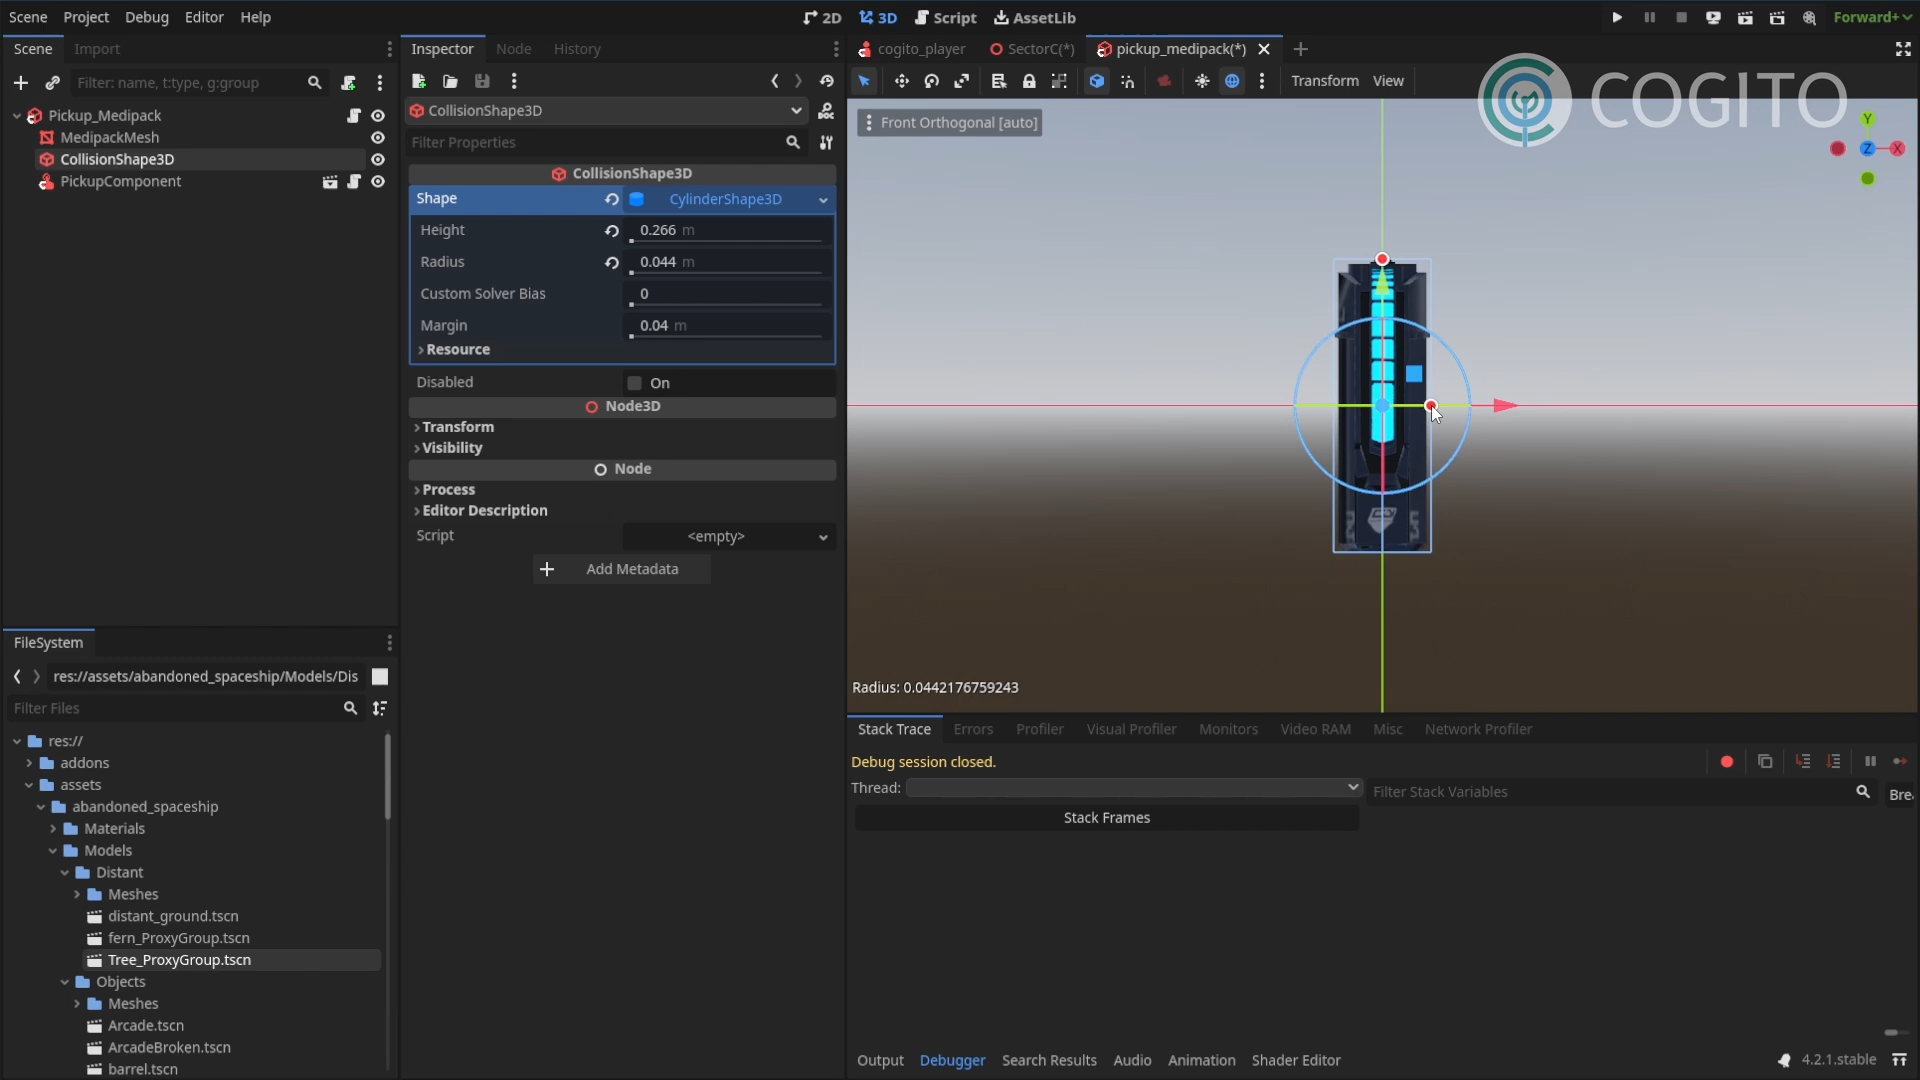 Scene Project Debug Editor Help
2D 3D Script AssetLib
Forward+
Scene Import
Filter: name, t:type, g:group
Pickup_Medipack
MedipackMesh
CollisionShape3D
PickupComponent
Inspector Node History
CollisionShape3D
Filter Properties
CollisionShape3D
Shape CylinderShape3D
Height 0.266 m
Radius 0.044 m
Custom Solver Bias 0
Margin 0.04 m
Resource
Disabled On
Node3D
Transform
Visibility
Node
Process
Editor Description
Script <empty>
Add Metadata
cogito_player SectorC(*) pickup_medipack(*)
Transform View
COGITO
Front Orthogonal [auto]
Y
Z X
Radius: 0.0442176759243
FileSystem
res://assets/abandoned_spaceship/Models/Dis
Filter Files
res://
addons
assets
abandoned_spaceship
Materials
Models
Distant
Meshes
distant_ground.tscn
fern_ProxyGroup.tscn
Tree_ProxyGroup.tscn
Objects
Meshes
Arcade.tscn
ArcadeBroken.tscn
barrel.tscn
Stack Trace Errors Profiler Visual Profiler Monitors Video RAM Misc Network Profiler
Debug session closed.
Thread: Filter Stack Variables Bre
Stack Frames
Output Debugger Search Results Audio Animation Shader Editor 4.2.1.stable